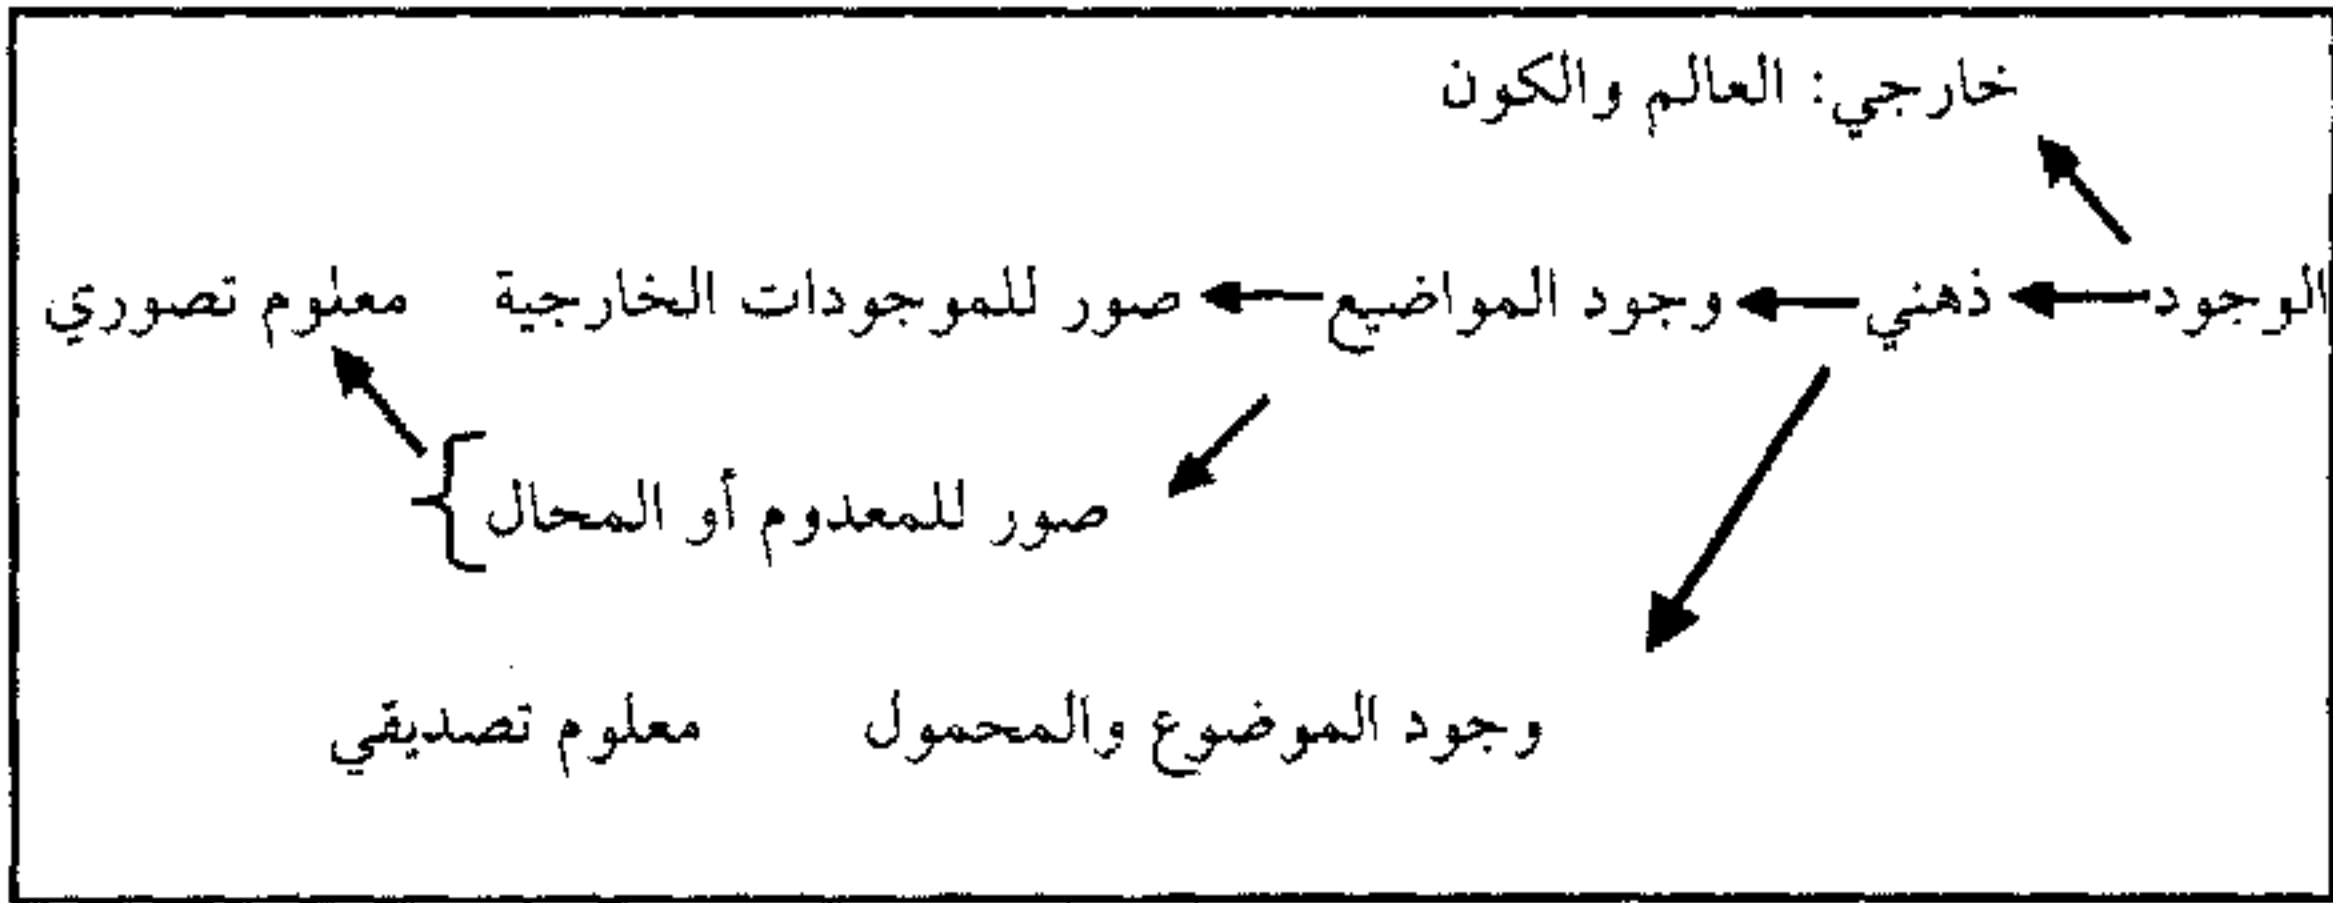 خارجي: العالم والكون
الوجود ذهني وجود المواضيع صور للموجودات الخارجية معلوم تصوري
صور للمعدوم أو المحال
وجود الموضوع والمحمول معلوم تصديقي